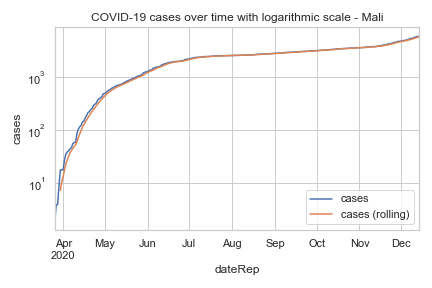 COVID-19 cases over time with logarithmic scale - Mali
cases
10³
10²
10¹
cases
cases (rolling)
Apr May Jun Jul Aug Sep Oct Nov Dec
2020
dateRep